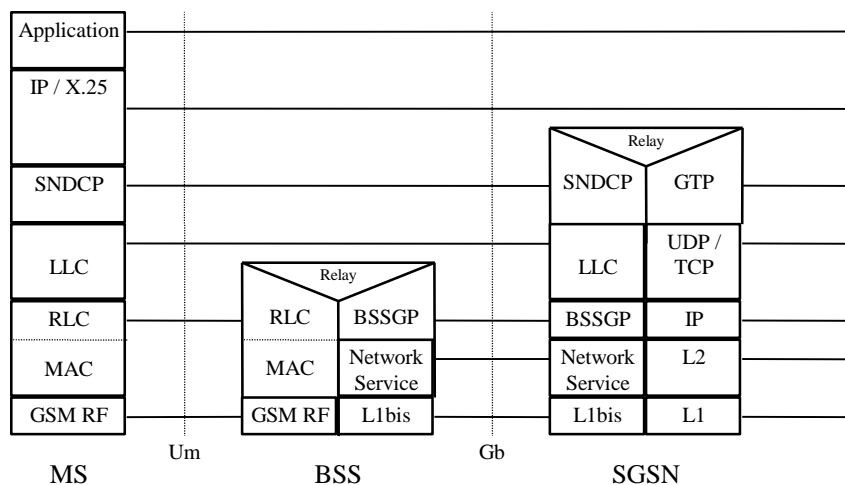 Application
IP / X.25
Relay
SNDCP
SNDCP
GTP
LLC
Relay
LLC
UDP /
TCP
RLC
RLC
BSSGP
BSSGP
IP
MAC
MAC
Network
Service
Network
Service
L2
GSM RF
GSM RF
L1bis
L1bis
L1
Um
Gb
MS
BSS
SGSN